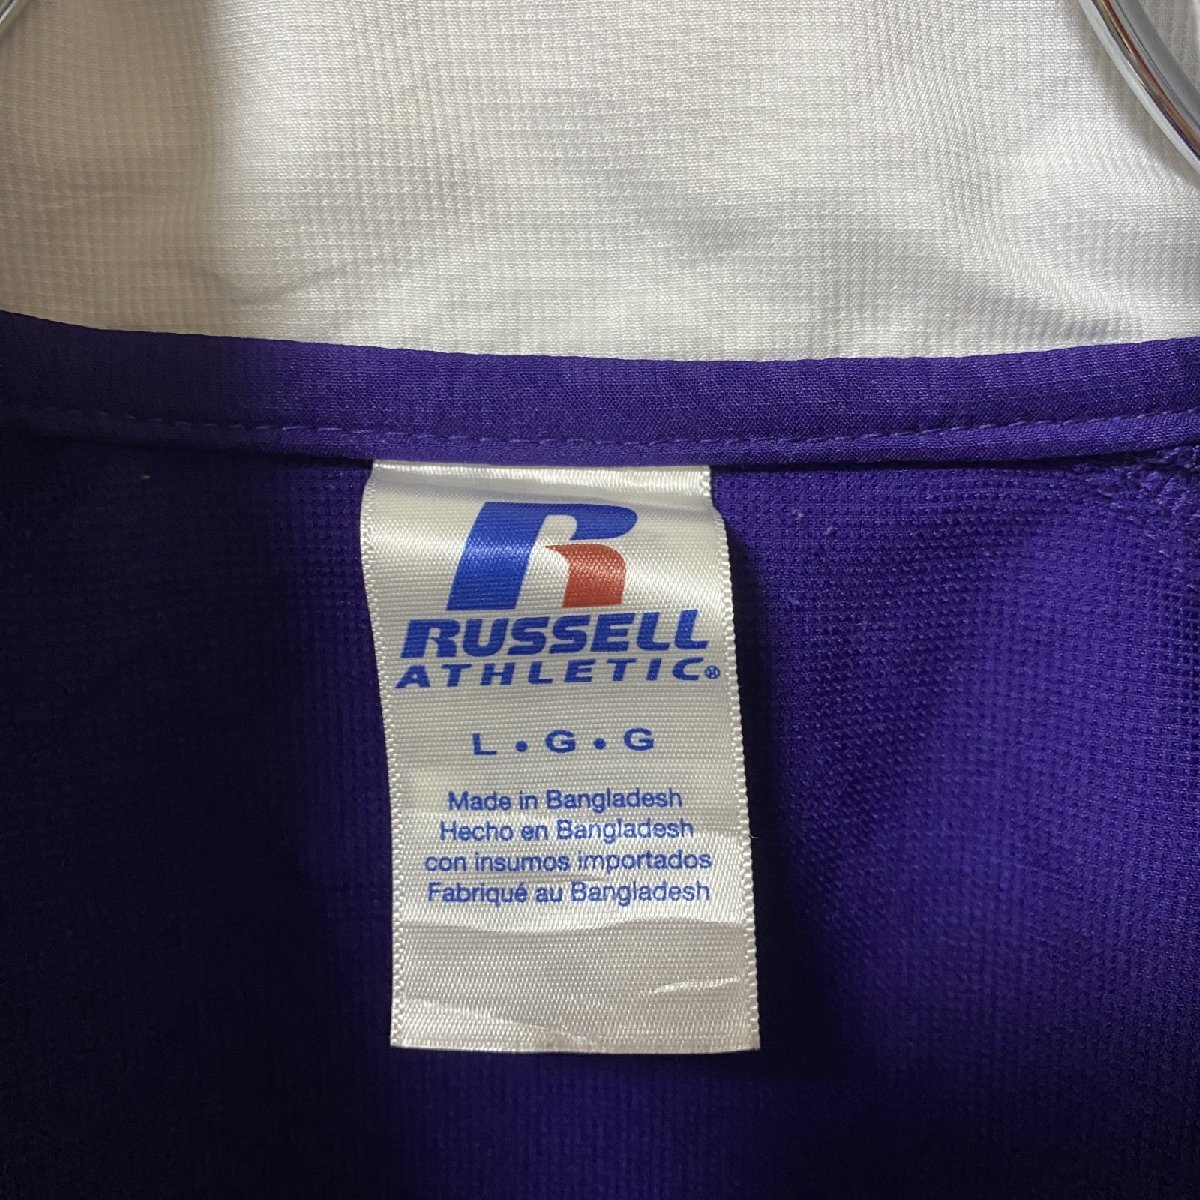 R
RUSSELL
ATHLETIC®
L • G • G
Made in Bangladesh
Hecho en Bangladesh
con insumos importados
Fabriqué au Bangladesh